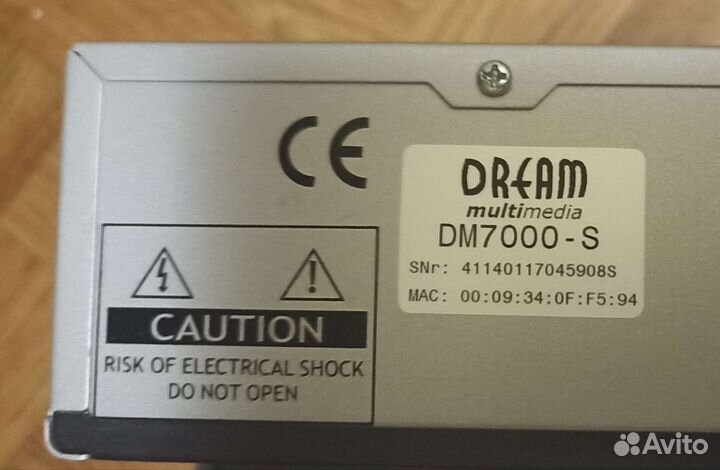 CE
DREAM
multimedia
DM7000-S
SNr: 41140117045908S
MAC: 00:09:34:0F:F5:94
CAUTION
RISK OF ELECTRICAL SHOCK
DO NOT OPEN
Avito